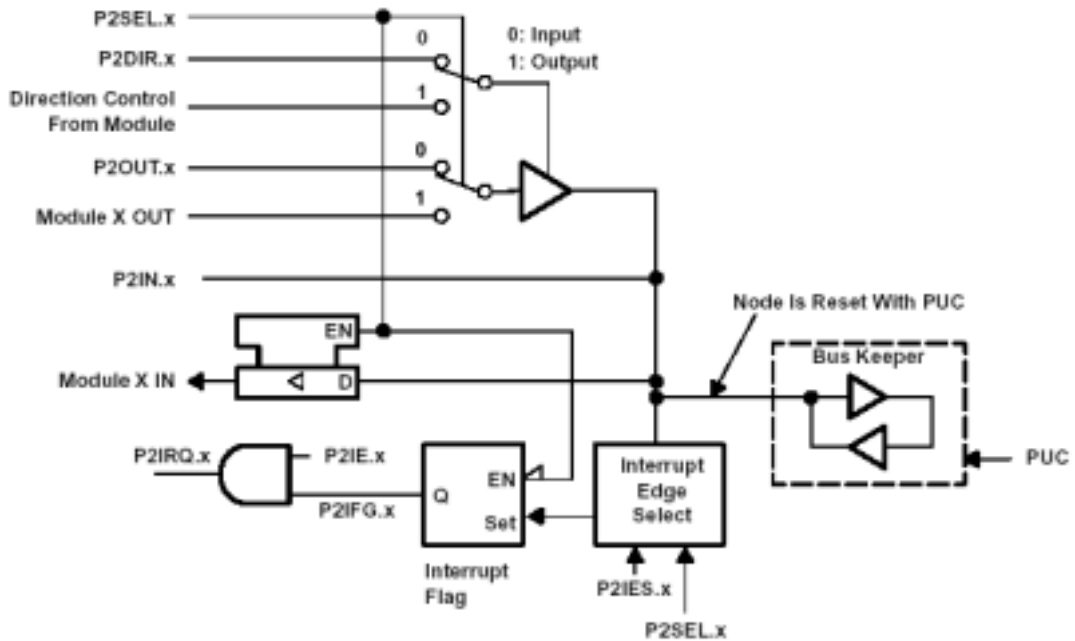 P2SEL.x
0
P2DIR.x
0: Input
1: Output
Direction Control
From Module
1
P2OUT.x
0
Module X OUT
1
P2IN.x
Node Is Reset With PUC
EN
Bus Keeper
Module X IN
D
P2IRQ.x
P2IE.x
P2IFG.x
Q
EN
Set
Interrupt
Edge
Select
PUC
Interrupt
Flag
P2IES.x
P2SEL.x